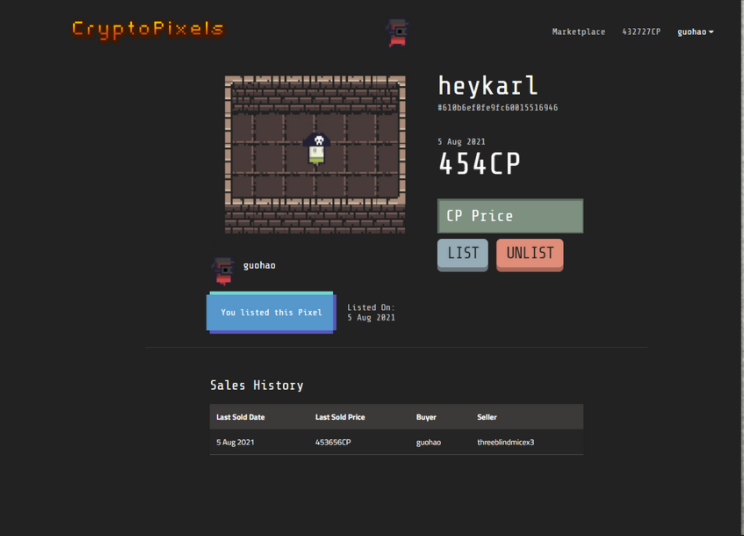 CryptoPixels
Marketplace 432727CP guohao
heykarl
#610b6ef0fe9fc60015516946
5 Aug 2021
454CP
CP Price
LIST UNLIST
guohao
You listed this Pixel
Listed On:
5 Aug 2021
Sales History
Last Sold Date Last Sold Price Buyer Seller
5 Aug 2021 453656CP guohao threeblindmicex3